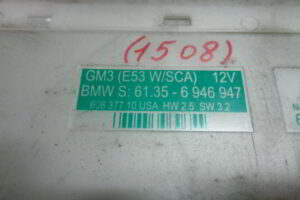 (1508)
GM3 (E53 W/SCA) 12V
BMW S: 61.35 - 6 946 947
608 377 10 USA HW 2.5 SW 3.2